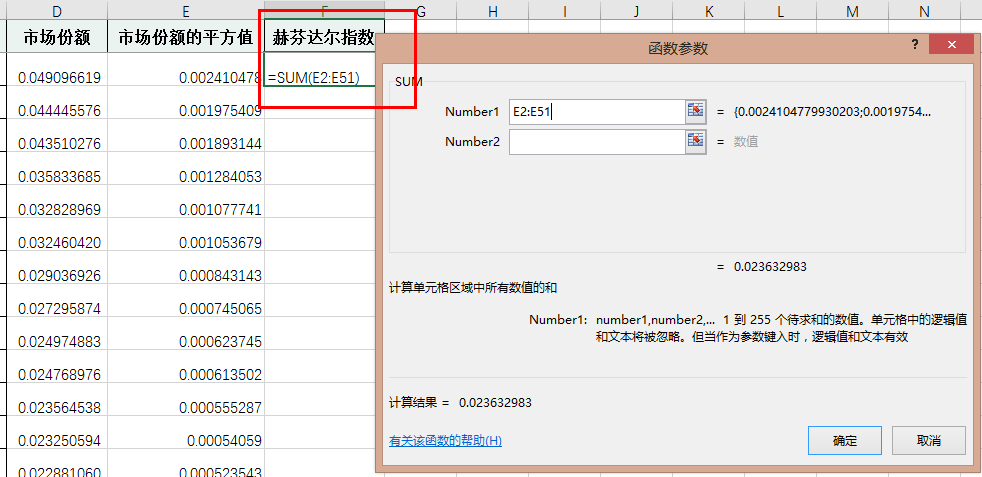 D E F G H I J K L M N
市场份额 市场份额的平方值 赫芬达尔指数
0.049096619 0.002410478 =SUM(E2:E51)
0.044445576 0.001975409
0.043510276 0.001893144
0.035833685 0.001284053
0.032828969 0.001077741
0.032460420 0.001053679
0.029036926 0.000843143
0.027295874 0.000745065
0.024974883 0.000623745
0.024768976 0.000613502
0.023564538 0.000555287
0.023250594 0.00054059
0.022881060 0.000523543
函数参数 ? ×
SUM
Number1 E2:E51 = {0.0024104779930203;0.0019754...
Number2 = 数值
= 0.023632983
计算单元格区域中所有数值的和
Number1: number1,number2,... 1 到 255 个待求和的数值。单元格中的逻辑值
和文本将被忽略。但当作为参数键入时，逻辑值和文本有效
计算结果 = 0.023632983
有关该函数的帮助(H) 确定 取消